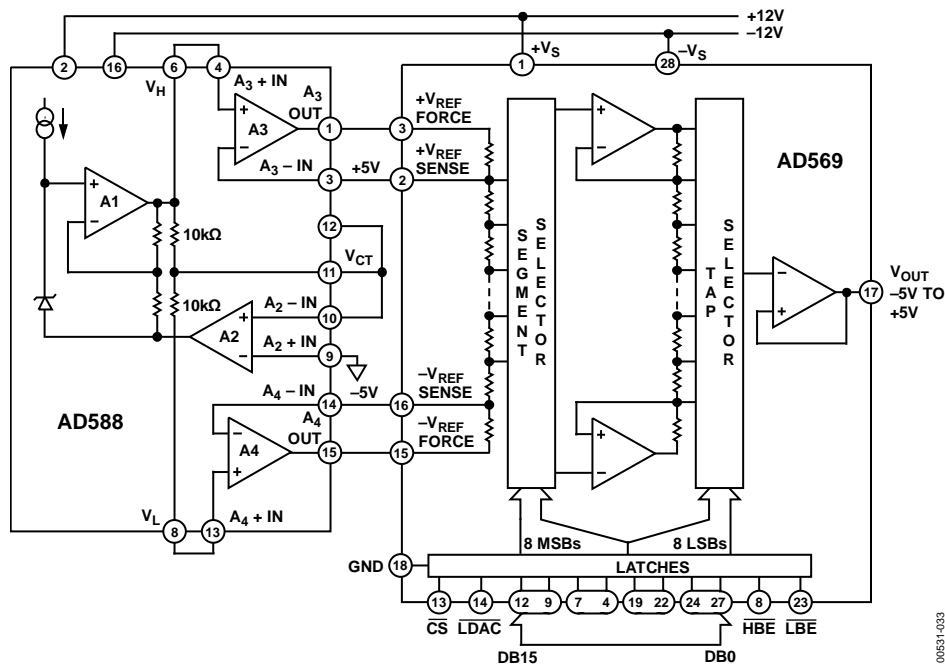 +12V
–12V
+VS
–VS
2
16
6
4
1
28
VH
A3 + IN
A3
OUT
+VREF
FORCE
+
A3
–
1
3
+VREF
SENSE
A3 – IN
3
+5V
2
AD569
+
A1
–
10kΩ
12
VCT
11
10kΩ
A2 – IN
10
+
A2
–
A2 + IN
9
–5V
SEGMENT
SELECTOR
TAP
SELECTOR
+
–
+
–
–
+
VOUT
–5V TO
+5V
17
A4 – IN
14
–VREF
SENSE
16
A4
OUT
–VREF
FORCE
15
15
AD588
–
A4
+
VL
8
13
A4 + IN
8 MSBs
8 LSBs
GND
18
LATCHES
13
14
12
9
7
4
19
22
24
27
8
23
CS
LDAC
HBE
LBE
DB15
DB0
00531-033